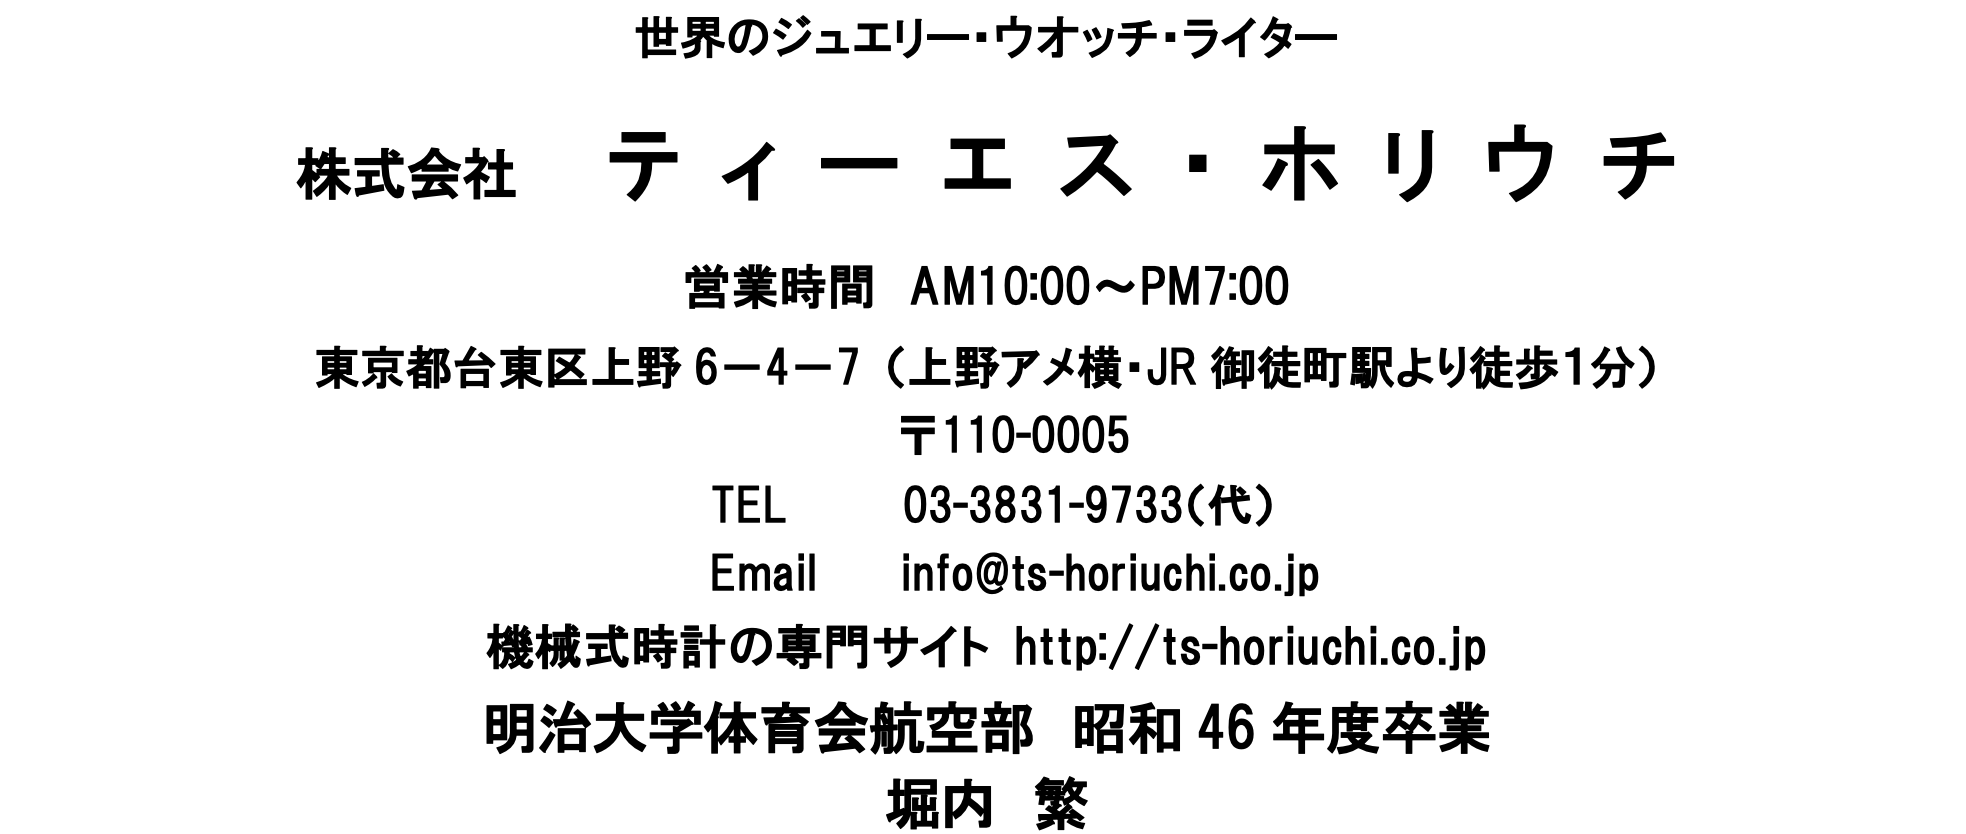 世界のジュエリー・ウオッチ・ライター
株式会社　ティーエス・ホリウチ
営業時間　AM10:00～PM7:00
東京都台東区上野 6－4－7 （上野アメ横・JR 御徒町駅より徒歩1分）
〒110-0005
TEL　03-3831-9733（代）
Email　info@ts-horiuchi.co.jp
機械式時計の専門サイト http://ts-horiuchi.co.jp
明治大学体育会航空部　昭和 46 年度卒業
堀内　繁